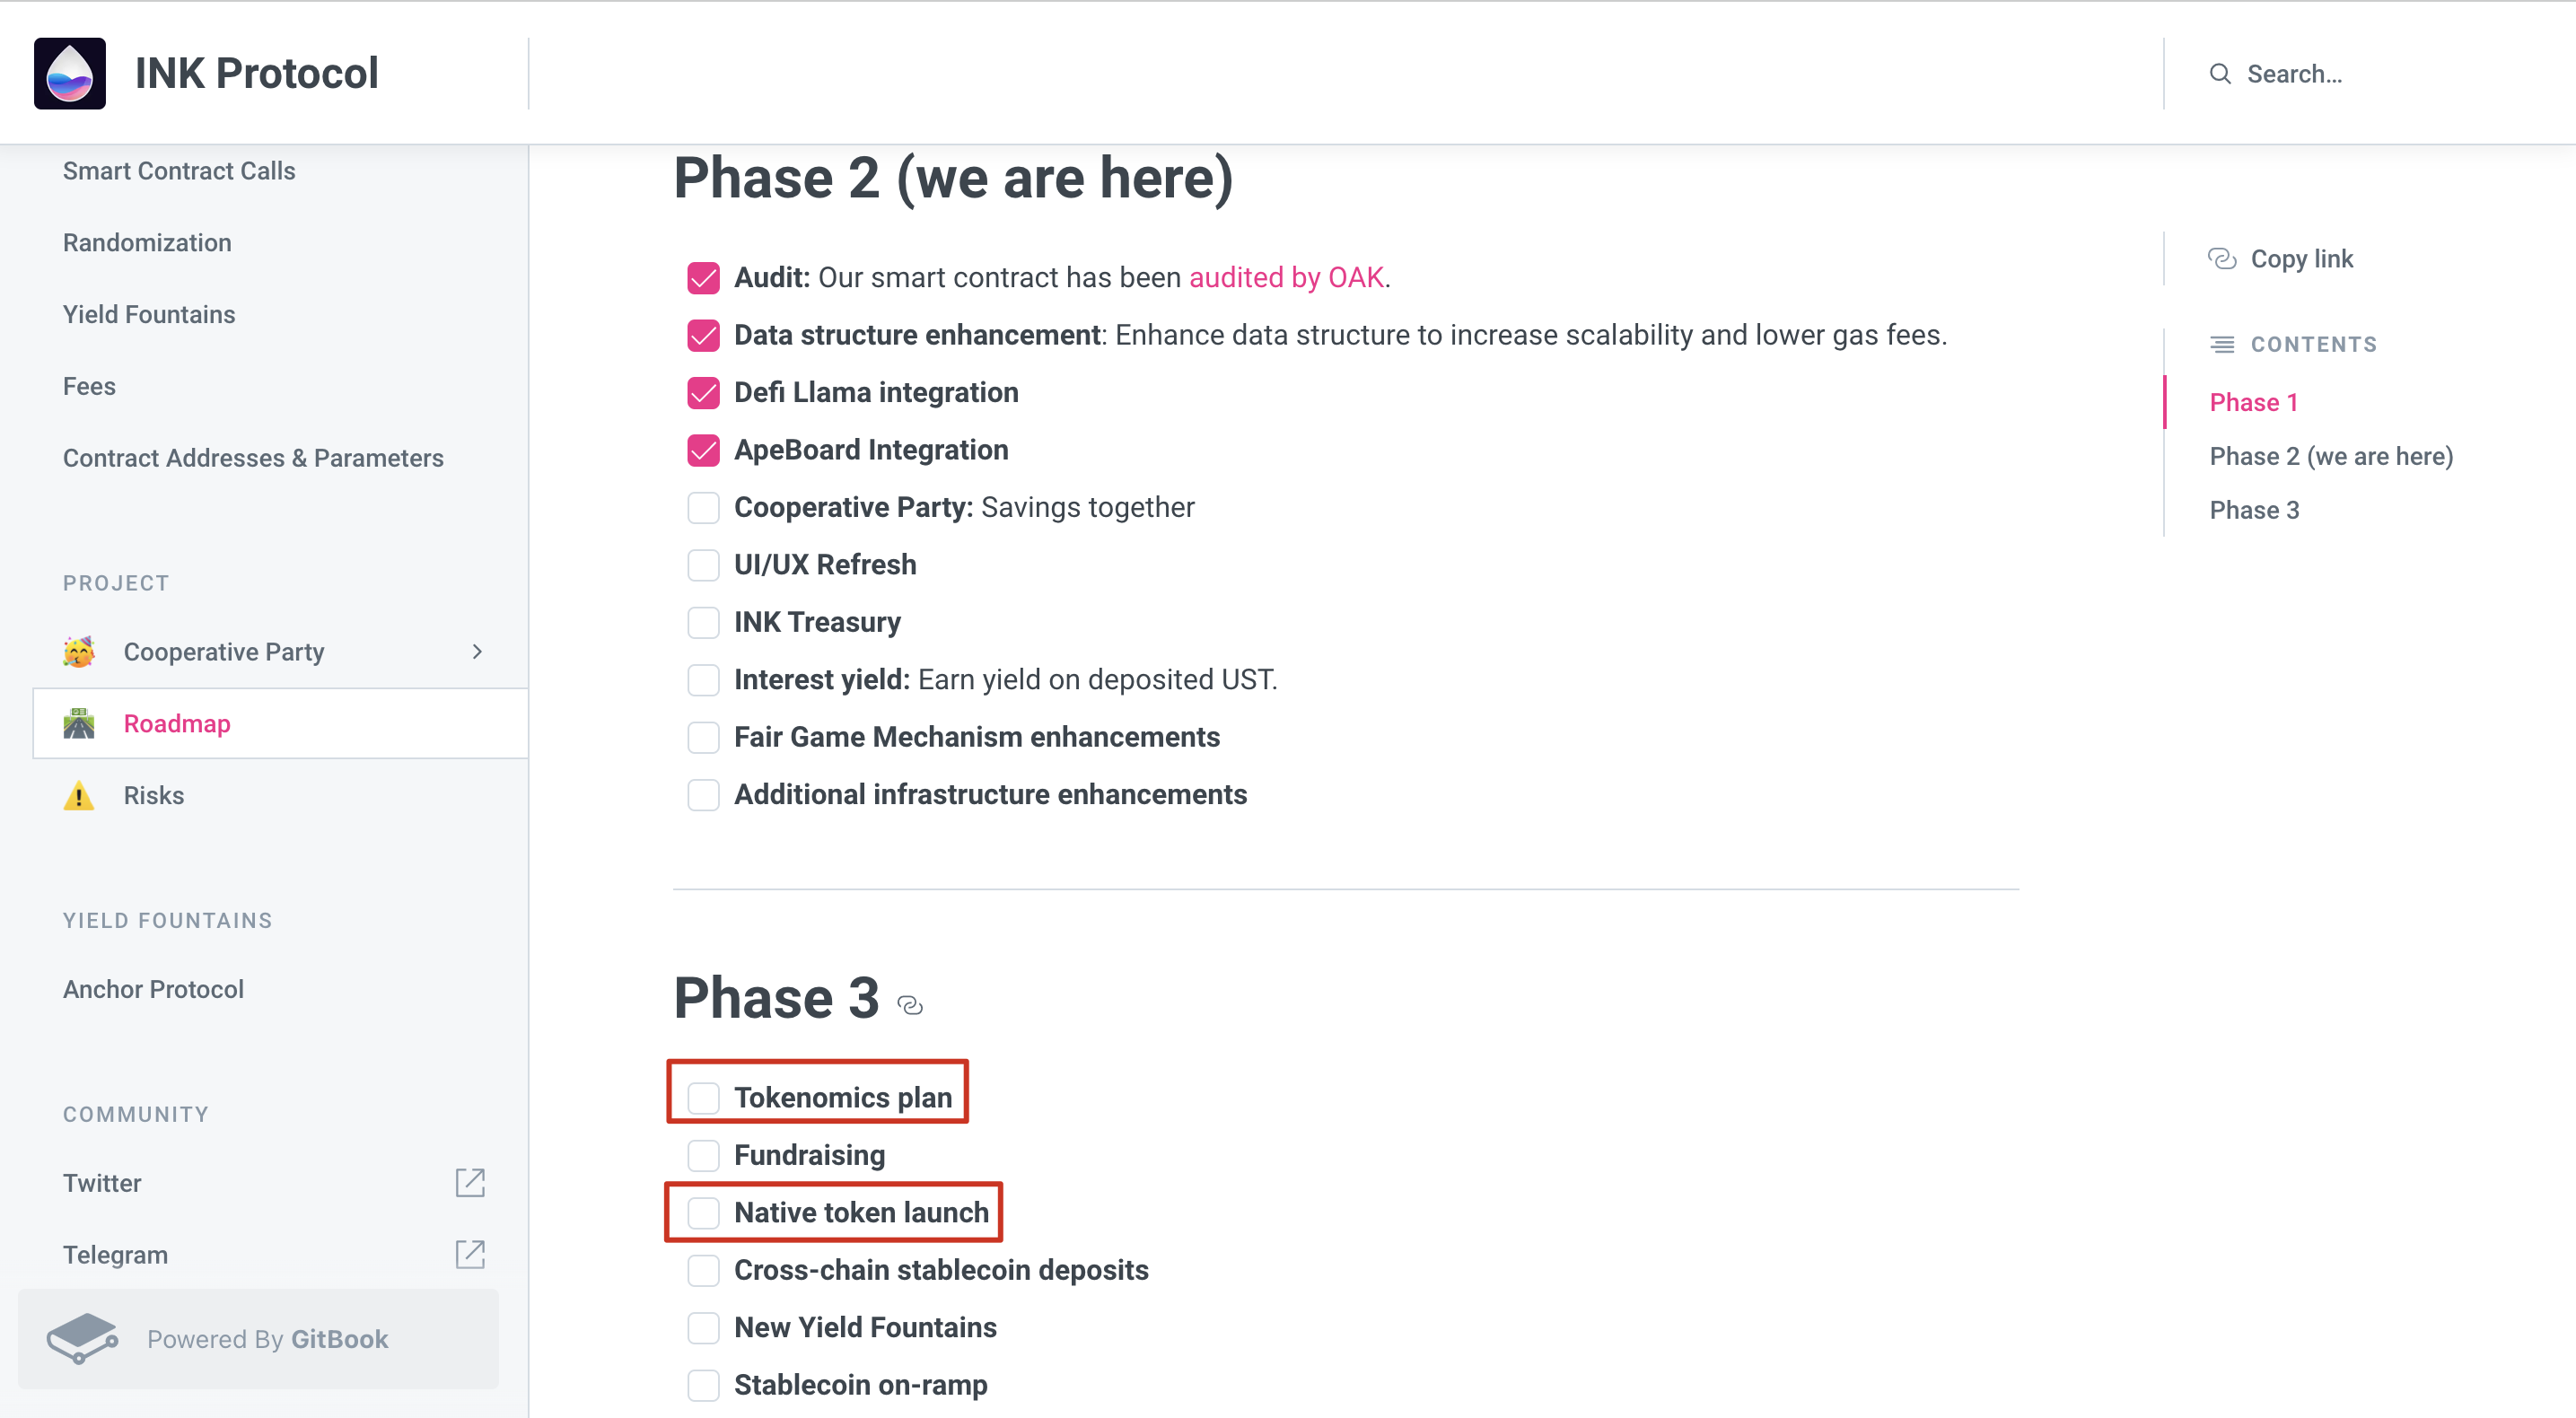 INK Protocol
Search...
Smart Contract Calls
Randomization
Yield Fountains
Fees
Contract Addresses & Parameters
PROJECT
Cooperative Party
Roadmap
Risks
YIELD FOUNTAINS
Anchor Protocol
COMMUNITY
Twitter
Telegram
Powered By GitBook
Phase 2 (we are here)
Audit: Our smart contract has been audited by OAK.
Data structure enhancement: Enhance data structure to increase scalability and lower gas fees.
Defi Llama integration
ApeBoard Integration
Cooperative Party: Savings together
UI/UX Refresh
INK Treasury
Interest yield: Earn yield on deposited UST.
Fair Game Mechanism enhancements
Additional infrastructure enhancements
Phase 3
Tokenomics plan
Fundraising
Native token launch
Cross-chain stablecoin deposits
New Yield Fountains
Stablecoin on-ramp
Copy link
CONTENTS
Phase 1
Phase 2 (we are here)
Phase 3